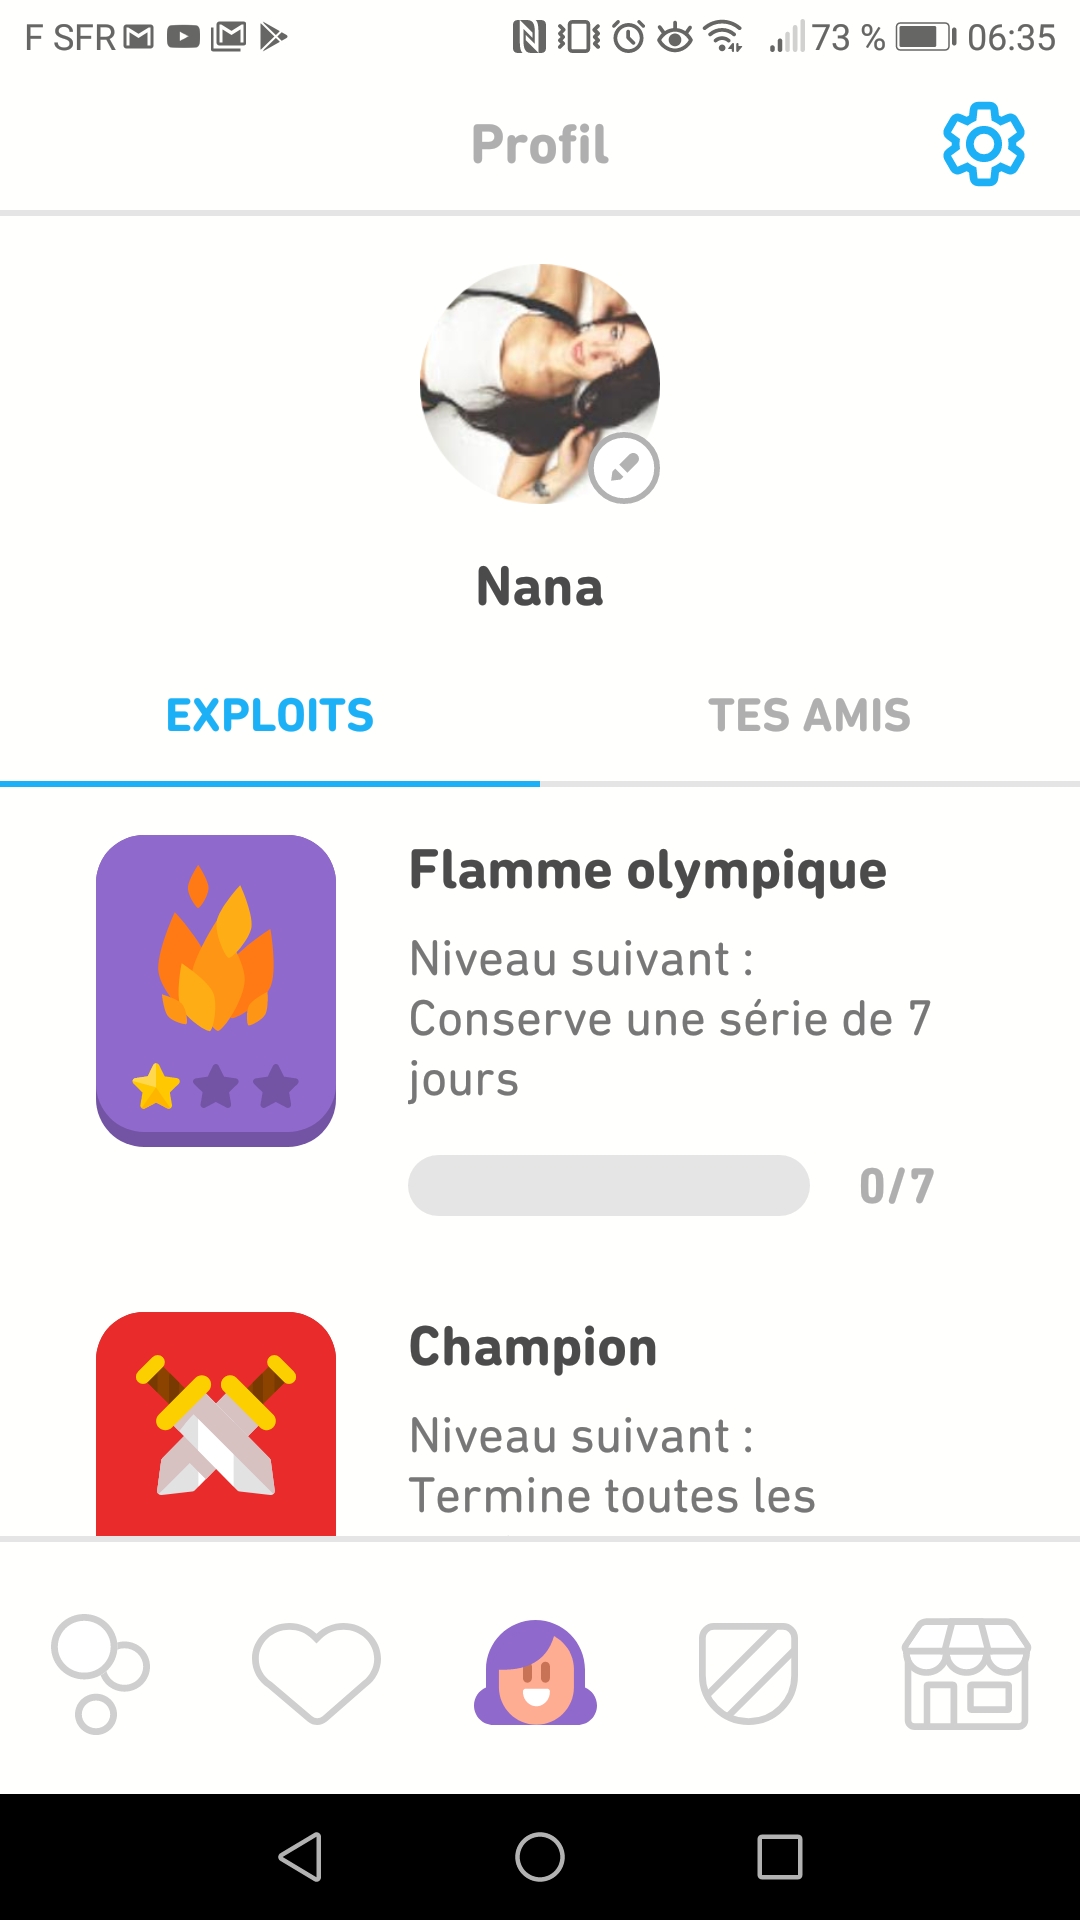 F SFR 73 % 06:35
Profil
Nana
EXPLOITS
TES AMIS
Flamme olympique
Niveau suivant :
Conserve une série de 7
jours
0/7
Champion
Niveau suivant :
Termine toutes les